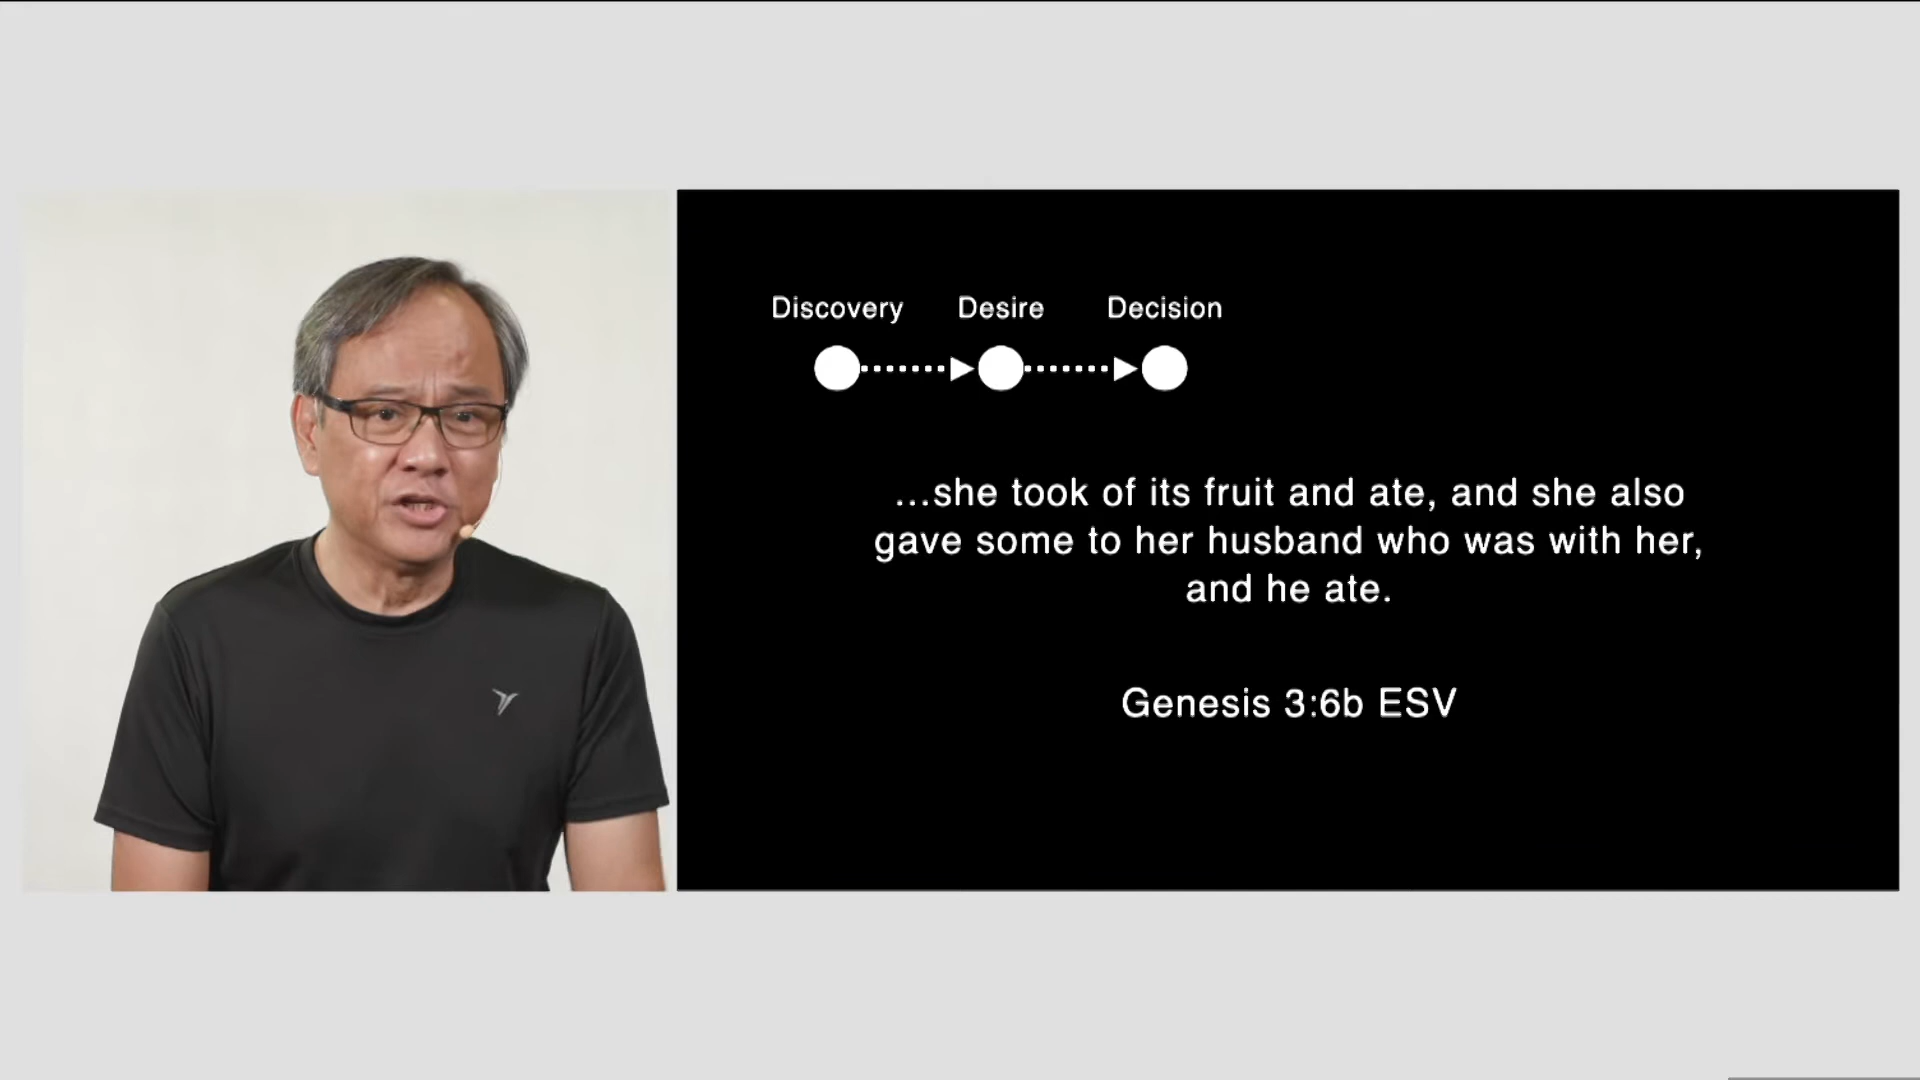 Discovery Desire Decision
...she took of its fruit and ate, and she also
gave some to her husband who was with her,
and he ate.
Genesis 3:6b ESV